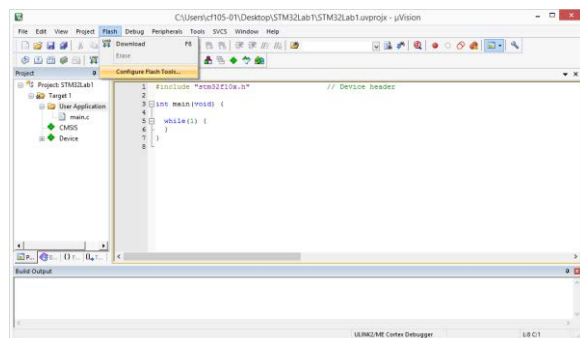 C:\Users\cf105-01\Desktop\STM32Lab1\STM32Lab1.uvprojx - µVision
File Edit View Project Flash Debug Peripherals Tools SVCS Window Help
Download F8
Erase
Configure Flash Tools...
Project
Project: STM32Lab1
Target 1
User Application
main.c
CMSIS
Device
1 #include "stm32f10x.h" // Device header
2
3 int main(void) {
4
5 while(1) {
6 }
7 }
8
Build Output
ULINK2/ME Cortex Debugger L:8 C:1